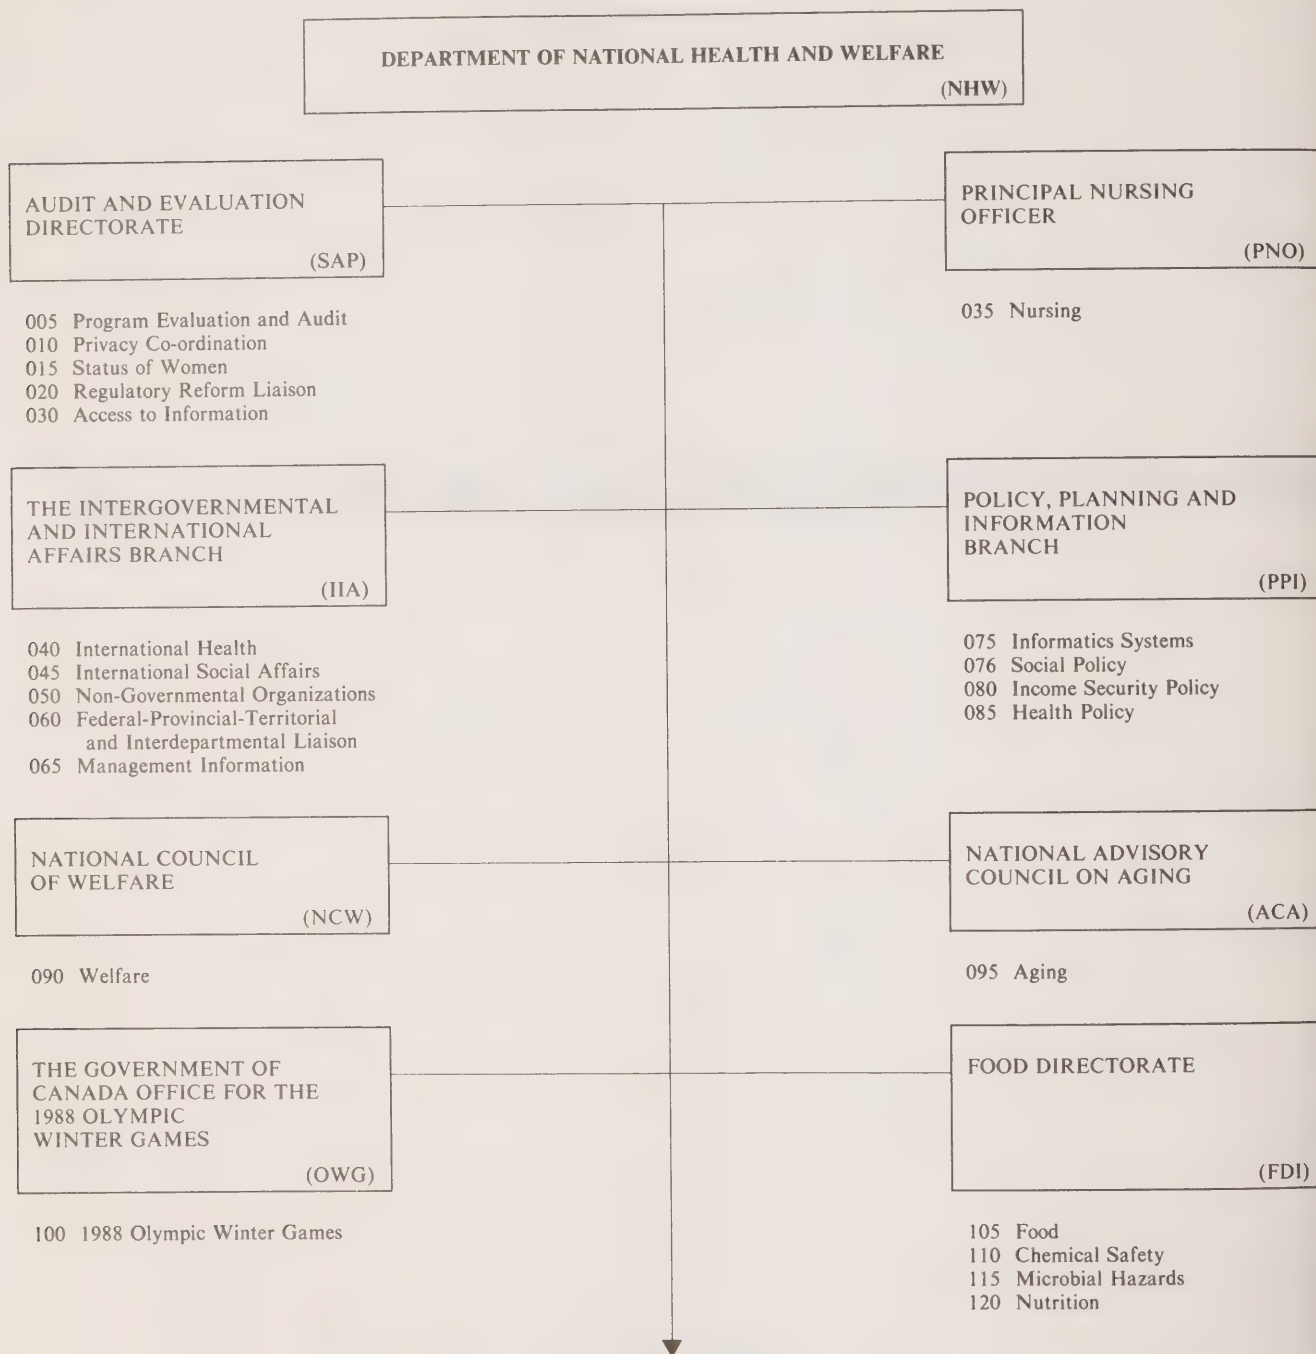 DEPARTMENT OF NATIONAL HEALTH AND WELFARE
(NHW)
AUDIT AND EVALUATION
DIRECTORATE
(SAP)
005 Program Evaluation and Audit
010 Privacy Co-ordination
015 Status of Women
020 Regulatory Reform Liaison
030 Access to Information
PRINCIPAL NURSING
OFFICER
(PNO)
035 Nursing
THE INTERGOVERNMENTAL
AND INTERNATIONAL
AFFAIRS BRANCH
(IIA)
040 International Health
045 International Social Affairs
050 Non-Governmental Organizations
060 Federal-Provincial-Territorial
and Interdepartmental Liaison
065 Management Information
POLICY, PLANNING AND
INFORMATION
BRANCH
(PPI)
075 Informatics Systems
076 Social Policy
080 Income Security Policy
085 Health Policy
NATIONAL COUNCIL
OF WELFARE
(NCW)
090 Welfare
NATIONAL ADVISORY
COUNCIL ON AGING
(ACA)
095 Aging
THE GOVERNMENT OF
CANADA OFFICE FOR THE
1988 OLYMPIC
WINTER GAMES
(OWG)
100 1988 Olympic Winter Games
FOOD DIRECTORATE
(FDI)
105 Food
110 Chemical Safety
115 Microbial Hazards
120 Nutrition